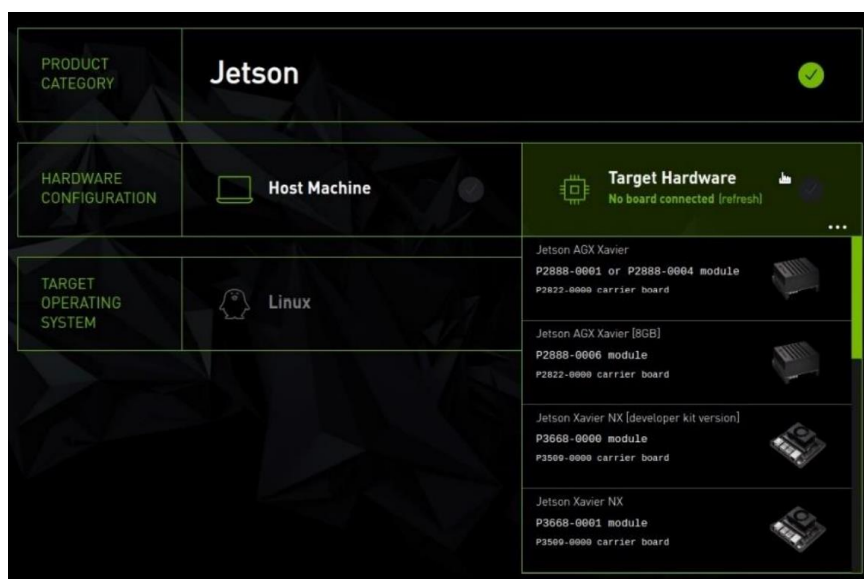 PRODUCT
CATEGORY
Jetson
HARDWARE
CONFIGURATION
Host Machine
Target Hardware
No board connected (refresh)
...
TARGET
OPERATING
SYSTEM
Linux
Jetson AGX Xavier
P2888-0001 or P2888-0004 module
P2822-0000 carrier board
Jetson AGX Xavier [8GB]
P2888-0006 module
P2822-0000 carrier board
Jetson Xavier NX [developer kit version]
P3668-0000 module
P3509-0000 carrier board
Jetson Xavier NX
P3668-0001 module
P3509-0000 carrier board